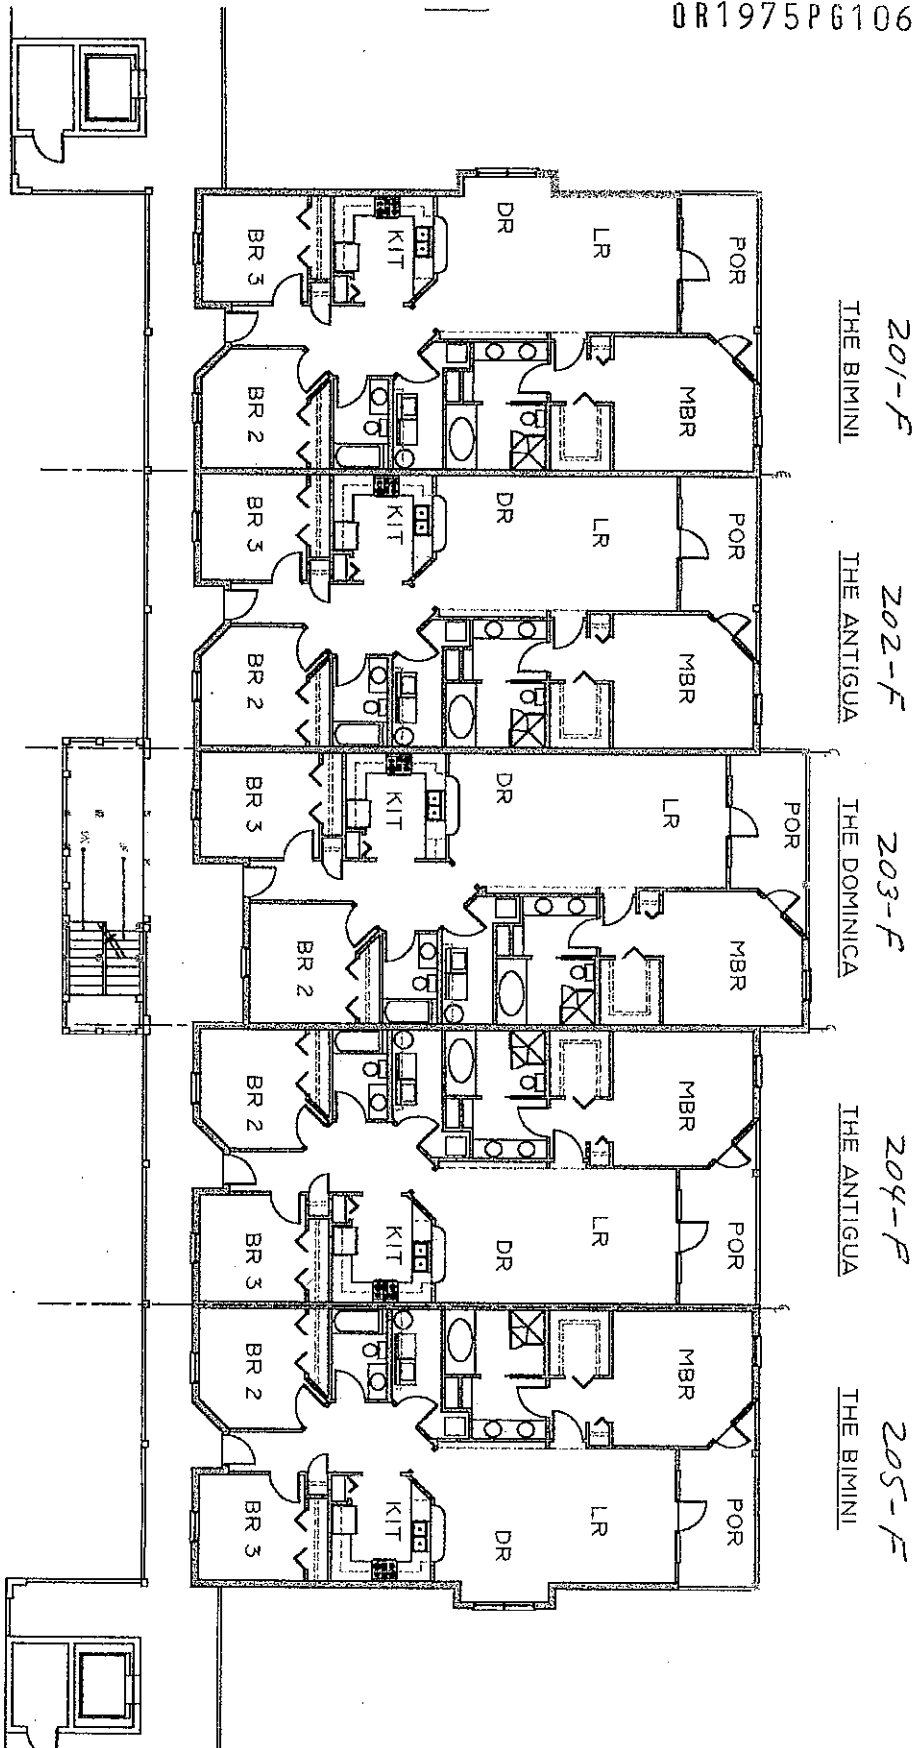 OR1975PG106
201-F
THE BIMINI
202-F
THE ANTIGUA
203-F
THE DOMINICA
204-F
THE ANTIGUA
205-F
THE BIMINI
POR
LR
DR
KIT
BR 3
MBR
BR 2
POR
LR
DR
KIT
BR 3
MBR
BR 2
POR
LR
DR
KIT
BR 3
MBR
BR 2
MBR
BR 2
POR
LR
DR
KIT
BR 3
MBR
BR 2
POR
LR
DR
KIT
BR 3